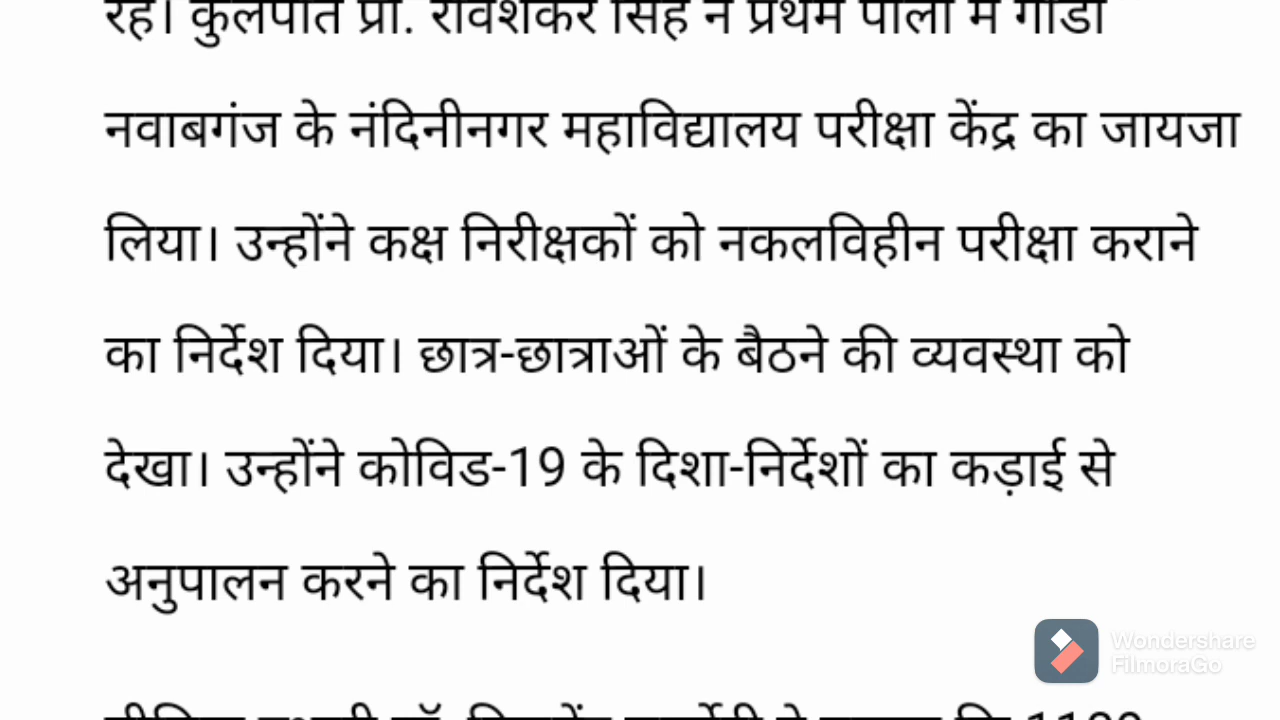 रहे। कुलपति प्रो. रविशंकर सिंह ने प्रथम पाली में गोंडा
नवाबगंज के नंदिनीनगर महाविद्यालय परीक्षा केंद्र का जायजा
लिया। उन्होंने कक्ष निरीक्षकों को नकलविहीन परीक्षा कराने
का निर्देश दिया। छात्र-छात्राओं के बैठने की व्यवस्था को
देखा। उन्होंने कोविड-19 के दिशा-निर्देशों का कड़ाई से
अनुपालन करने का निर्देश दिया।
Wondershare
FilmoraGo